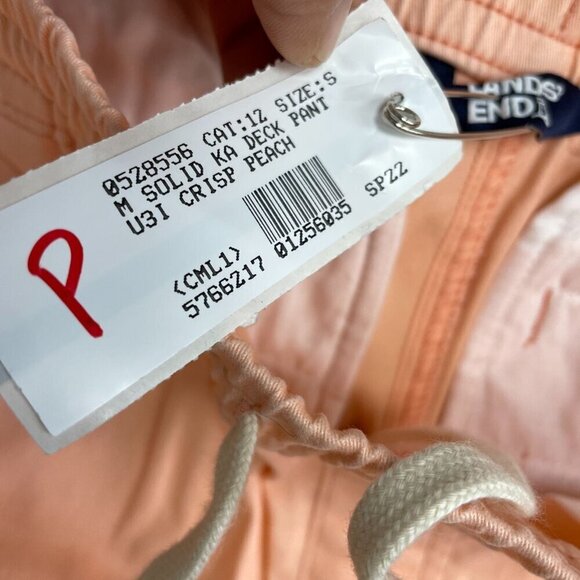 0528556 CAT:12 SIZE:S
M SOLID KA DECK PANT
U3I CRISP PEACH
<CML1>
5766217 01256035 SP22
P
LANDS'
END